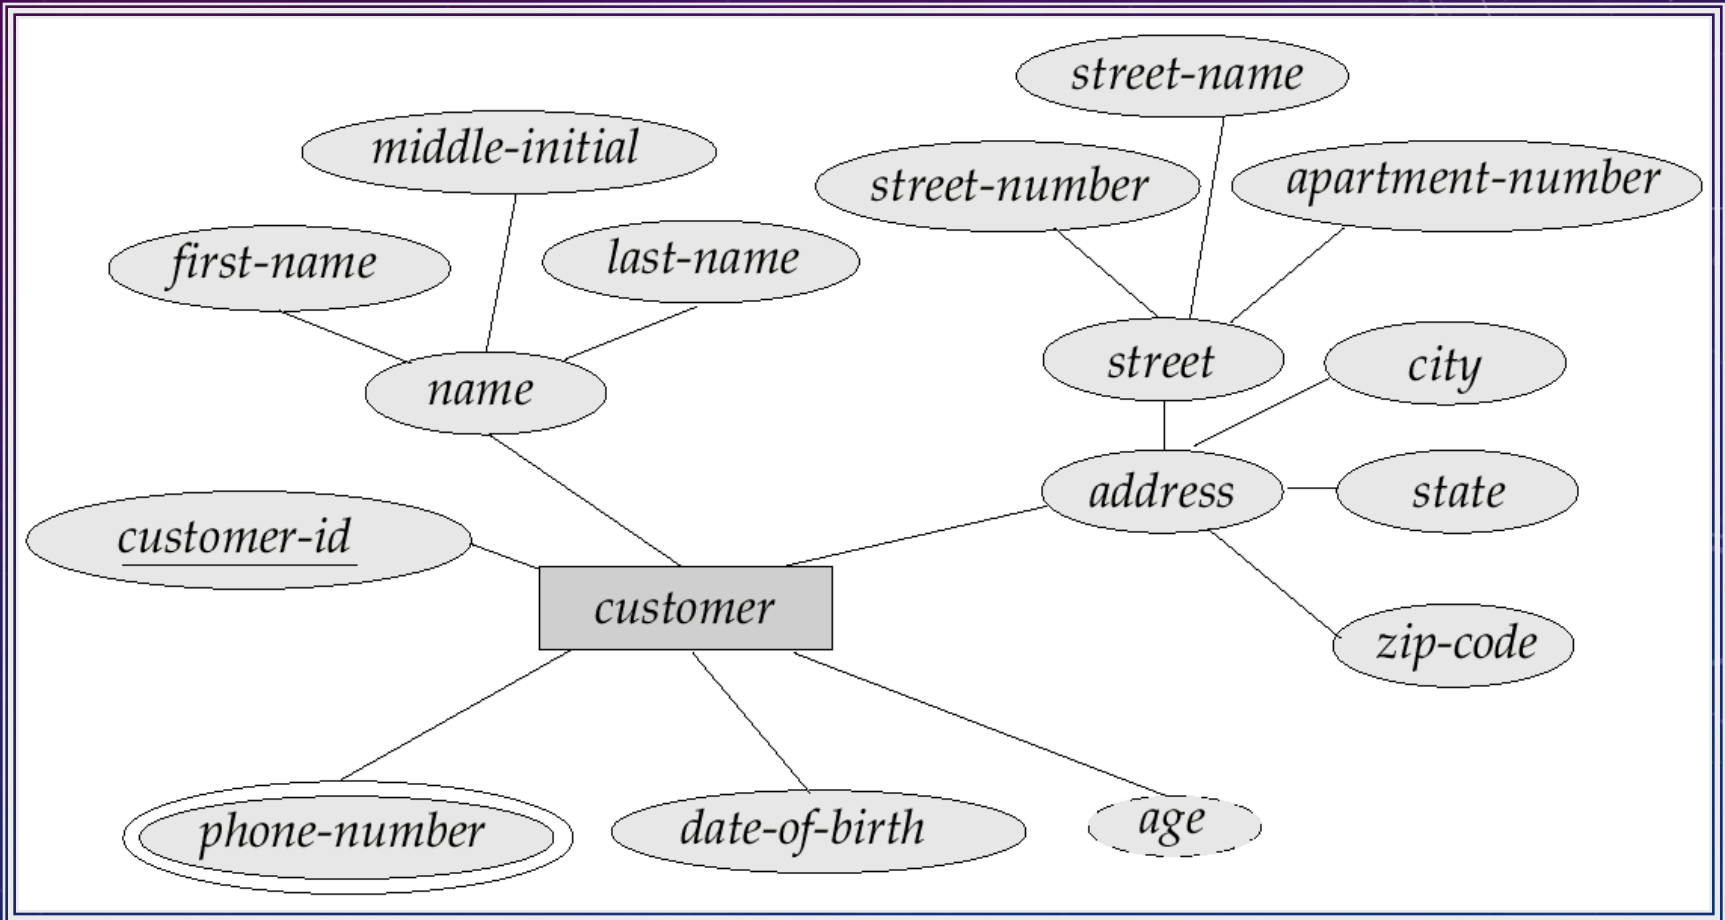 street-name
middle-initial
street-number
apartment-number
first-name
last-name
name
street
city
customer-id
address
state
customer
zip-code
phone-number
date-of-birth
age